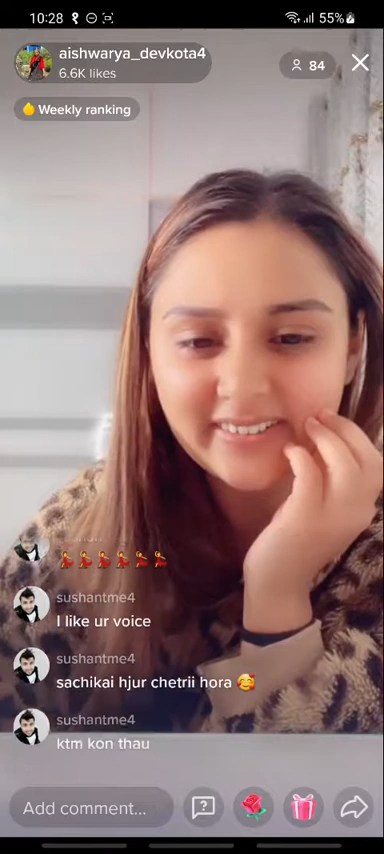 10:28 55%
aishwarya_devkota4
6.6K likes
84
Weekly ranking
sushantme4
I like ur voice
sushantme4
sachikai hjur chetrii hora 🥰
sushantme4
ktm kon thau
Add comment...